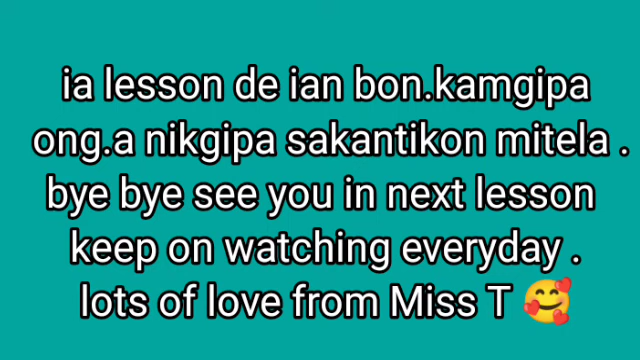 ia lesson de ian bon.kamgipa
ong.a nikgipa sakantikon mitela .
bye bye see you in next lesson
keep on watching everyday .
lots of love from Miss T 🥰